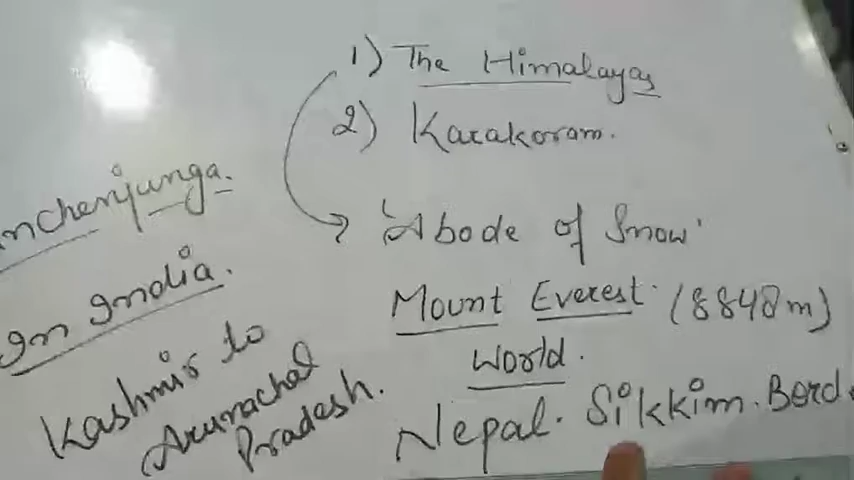 1) The Himalayas
2) Karakoram.
'Abode of Snow'
Mount Everest. (8848m)
World.
Nepal. Sikkim. Bord
nchenjunga.
In India.
Kashmir to
Arunachal
Pradesh.